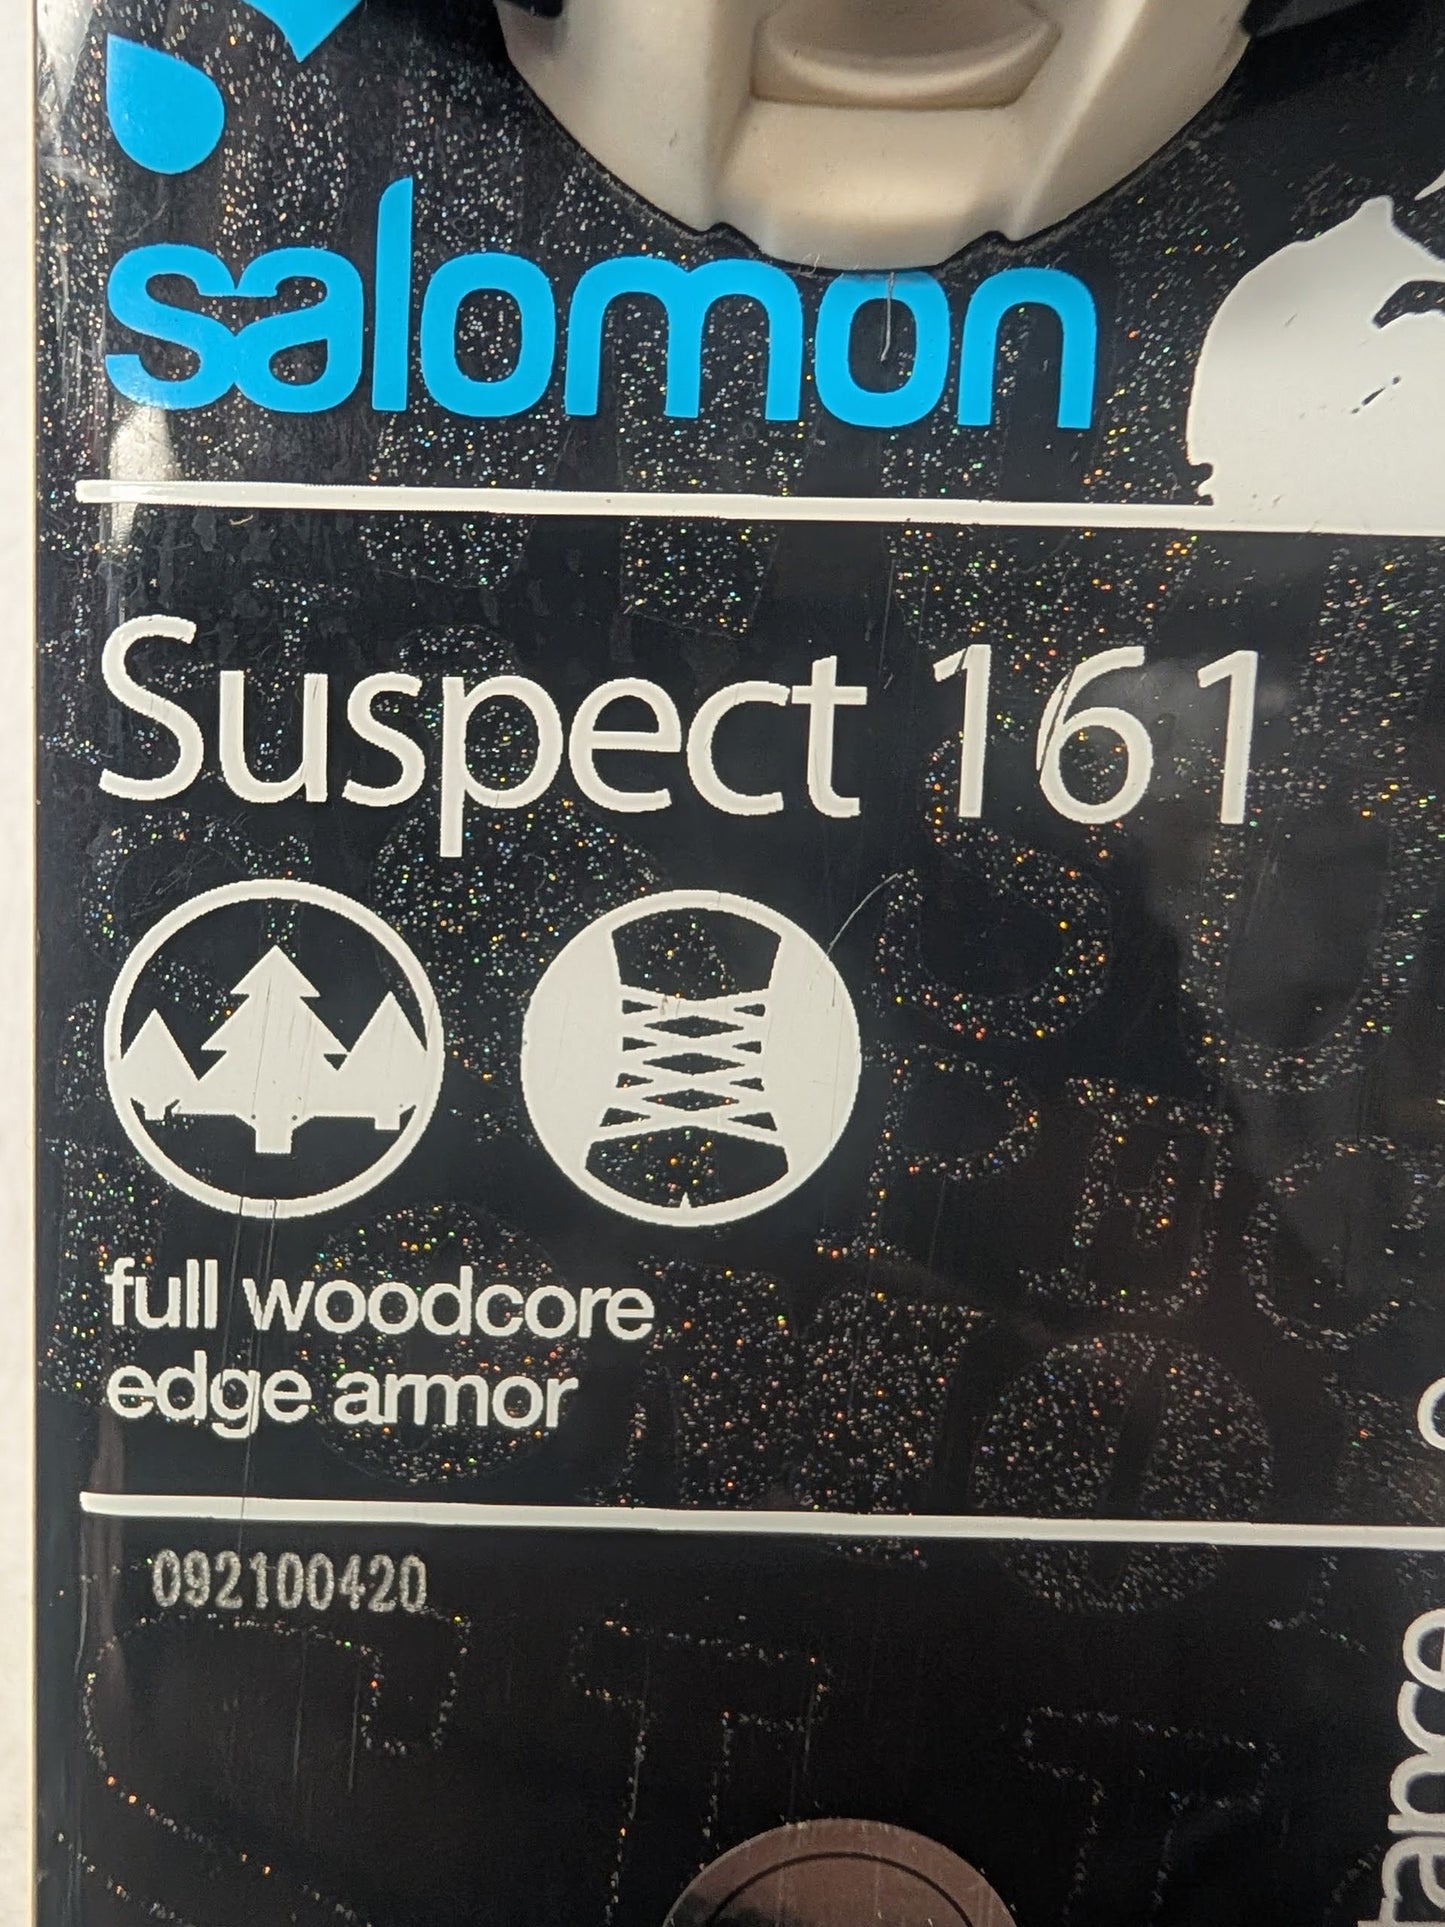 salomon
Suspect 161
full woodcore
edge armor
092100420